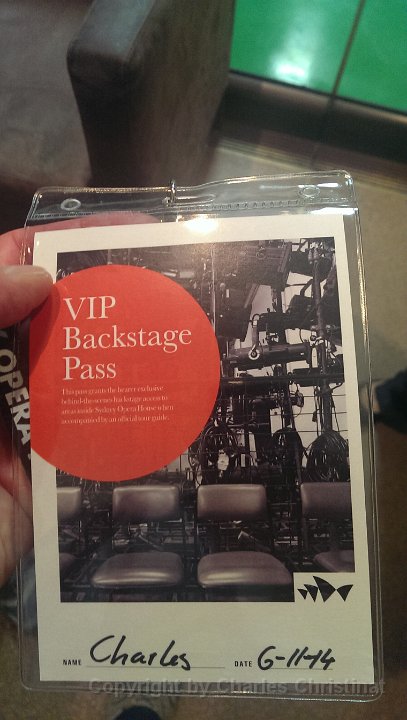 VIP
Backstage
Pass
This pass grants the bearer exclusive
behind-the-scenes backstage access to
areas inside Sydney Opera House when
accompanied by an official tour guide.
OPERA
NAME Charles DATE 6-11-14
Copyright by Charles Christinat